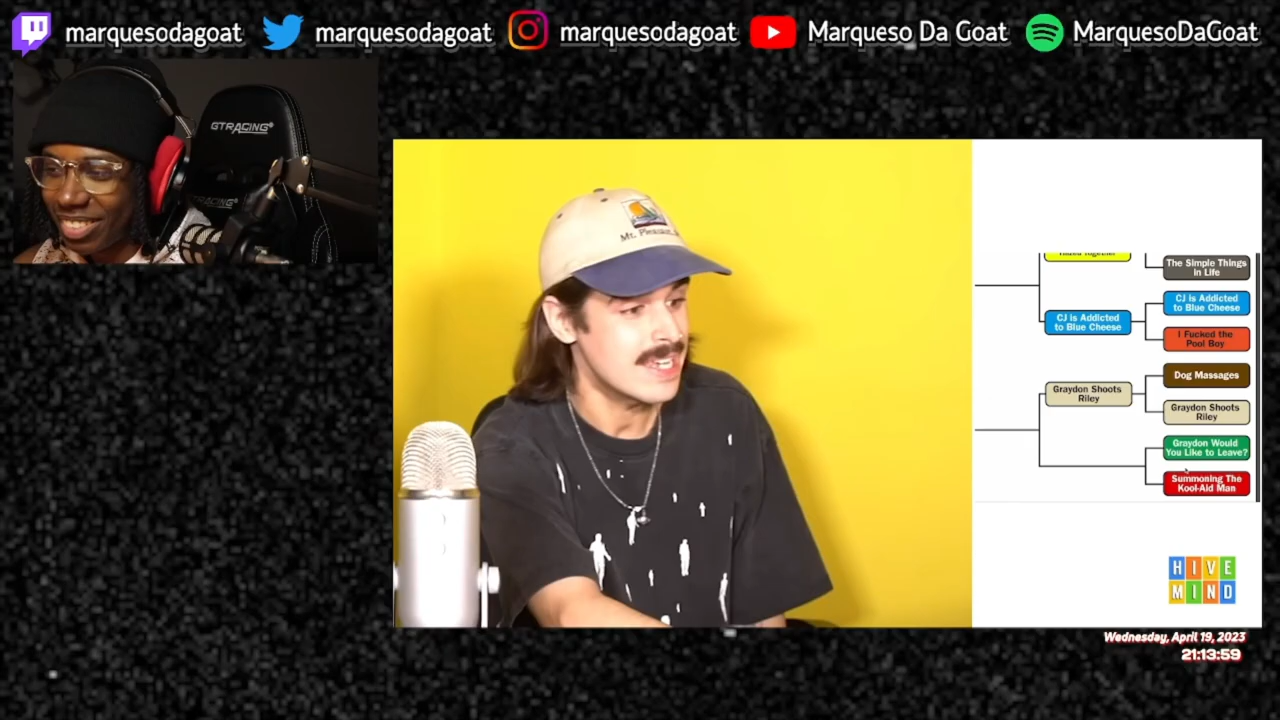 marquesodagoat
marquesodagoat
marquesodagoat
Marqueso Da Goat
MarquesoDaGoat
GTRACING
Mt. Pleasant,
The Simple Things
In Life
CJ is Addicted
to Blue Cheese
CJ is Addicted
to Blue Cheese
I Fucked the
Pool Boy
Dog Massages
Graydon Shoots
Riley
Graydon Shoots
Riley
Graydon Would
You Like to Leave?
Summoning The
Kool-Aid Man
HIVE
MIND
Wednesday, April 19, 2023
21:13:59